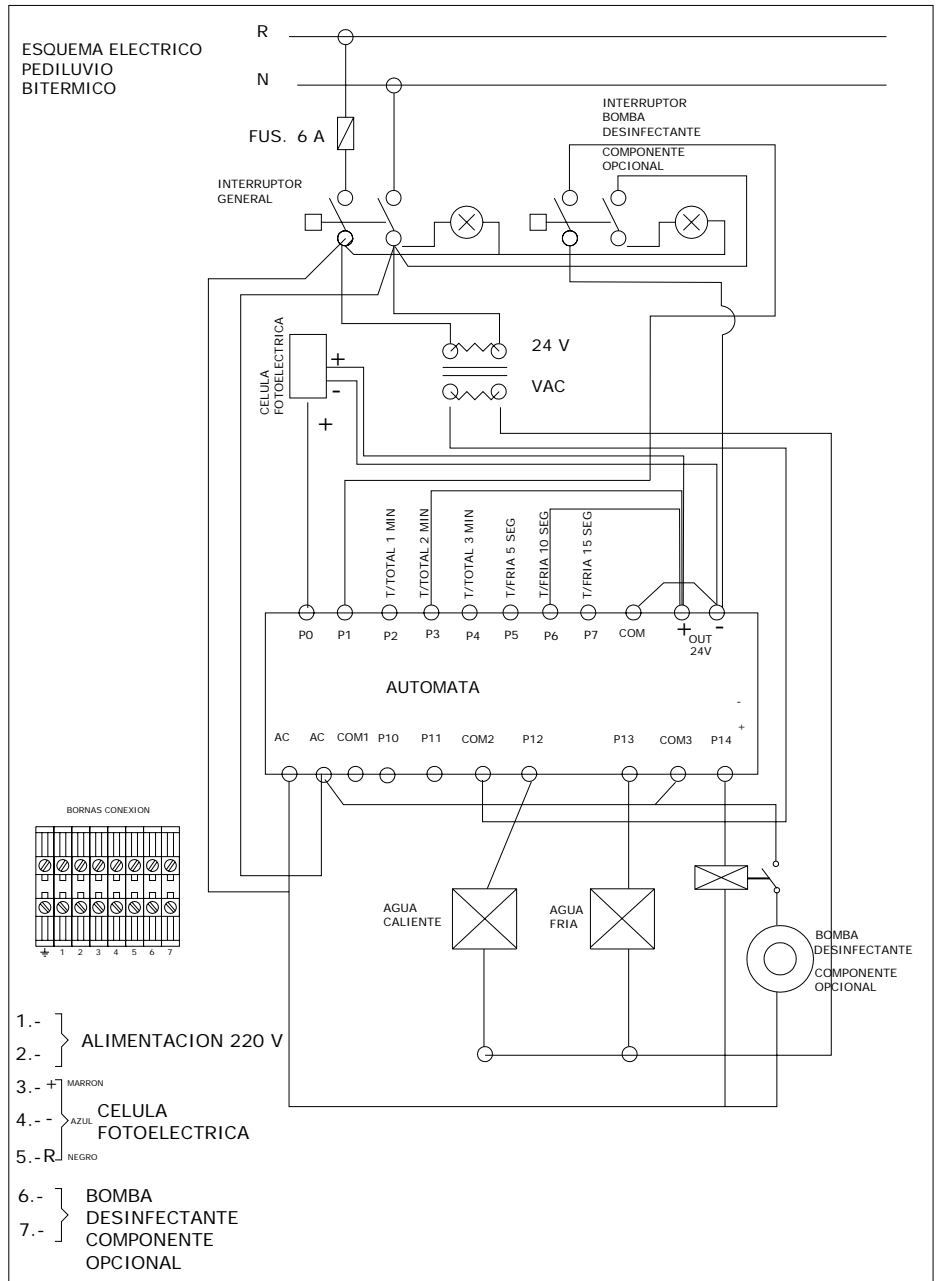 ESQUEMA ELECTRICO
PEDILUVIO
BITERMICO
R
N
FUS. 6 A
INTERRUPTOR
GENERAL
INTERRUPTOR
BOMBA
DESINFECTANTE
COMPONENTE
OPCIONAL
24 V
VAC
CELULA
FOTOELECTRICA
+
-
+
T/TOTAL 1 MIN
T/TOTAL 2 MIN
T/TOTAL 3 MIN
T/FRIA 5 SEG
T/FRIA 10 SEG
T/FRIA 15 SEG
P0 P1 P2 P3 P4 P5 P6 P7 COM + -
OUT
24V
AUTOMATA
-
+
AC AC COM1 P10 P11 COM2 P12 P13 COM3 P14
BORNAS CONEXION
1 2 3 4 5 6 7
AGUA
CALIENTE
AGUA
FRIA
BOMBA
DESINFECTANTE
COMPONENTE
OPCIONAL
1.-
2.-
ALIMENTACION 220 V
3.- + MARRON
4.- - AZUL
5.-R NEGRO
CELULA
FOTOELECTRICA
6.-
7.-
BOMBA
DESINFECTANTE
COMPONENTE
OPCIONAL